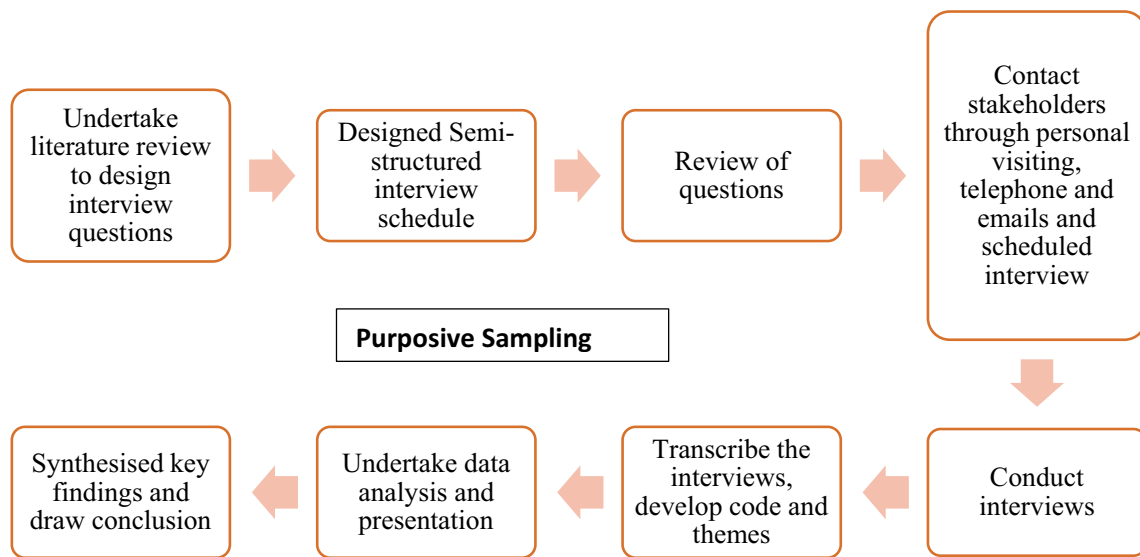 Undertake
literature review
to design
interview
questions
Designed Semi-
structured
interview
schedule
Review of
questions
Contact
stakeholders
through personal
visiting,
telephone and
emails and
scheduled
interview
Purposive Sampling
Conduct
interviews
Transcribe the
interviews,
develop code and
themes
Undertake data
analysis and
presentation
Synthesised key
findings and
draw conclusion